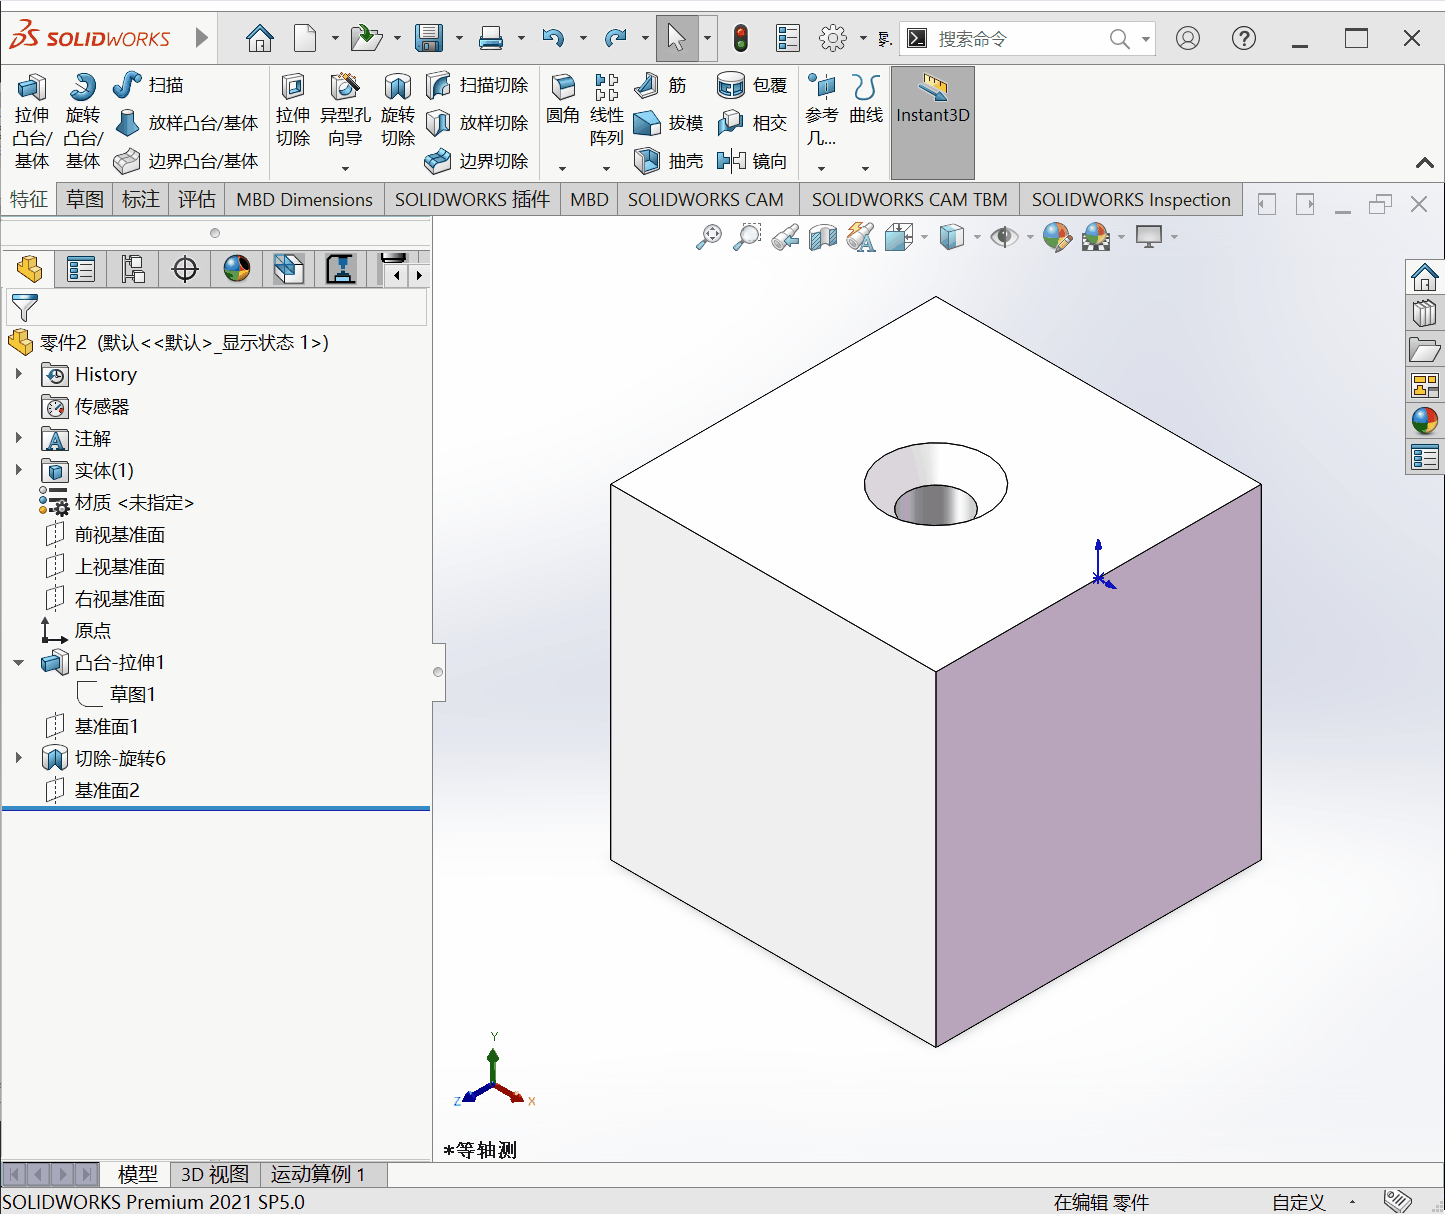 SOLIDWORKS
搜索命令
拉伸凸台/基体
旋转凸台/基体
扫描
放样凸台/基体
边界凸台/基体
拉伸切除
异型孔向导
旋转切除
扫描切除
放样切除
边界切除
圆角
线性阵列
筋
拔模
抽壳
包覆
相交
镜向
参考几...
曲线
Instant3D
特征 草图 标注 评估 MBD Dimensions SOLIDWORKS 插件 MBD SOLIDWORKS CAM SOLIDWORKS CAM TBM SOLIDWORKS Inspection
零件2 (默认<<默认>_显示状态 1>)
History
传感器
注解
实体(1)
材质 <未指定>
前视基准面
上视基准面
右视基准面
原点
凸台-拉伸1
草图1
基准面1
切除-旋转6
基准面2
Y
Z
X
*等轴测
模型 3D 视图 运动算例 1
SOLIDWORKS Premium 2021 SP5.0
在编辑 零件
自定义